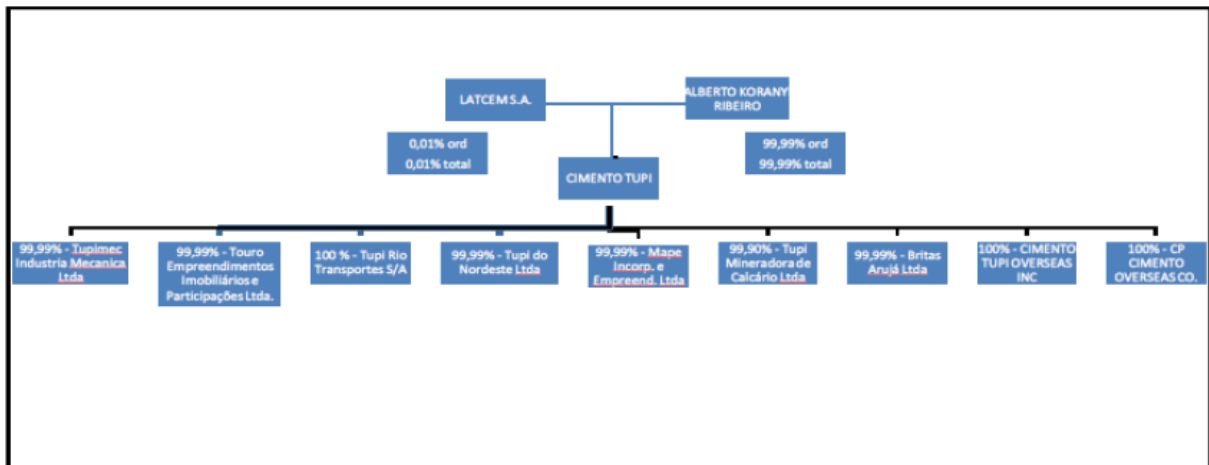 LATCEM S.A.
ALBERTO KORANY
RIBEIRO
0,01% ord
0,01% total
99,99% ord
99,99% total
CIMENTO TUPI
99,99% - Tupimec
Industria Mecanica
Ltda
99,99% - Touro
Empreendimentos
Imobiliários e
Participações Ltda.
100 % - Tupi Rio
Transportes S/A
99,99% - Tupi do
Nordeste Ltda
99,99% - Mape
Incorp. e
Empreend. Ltda
99,90% - Tupi
Mineradora de
Calcário Ltda
99,99% - Britas
Arujá Ltda
100% - CIMENTO
TUPI OVERSEAS
INC
100% - CP
CIMENTO
OVERSEAS CO.